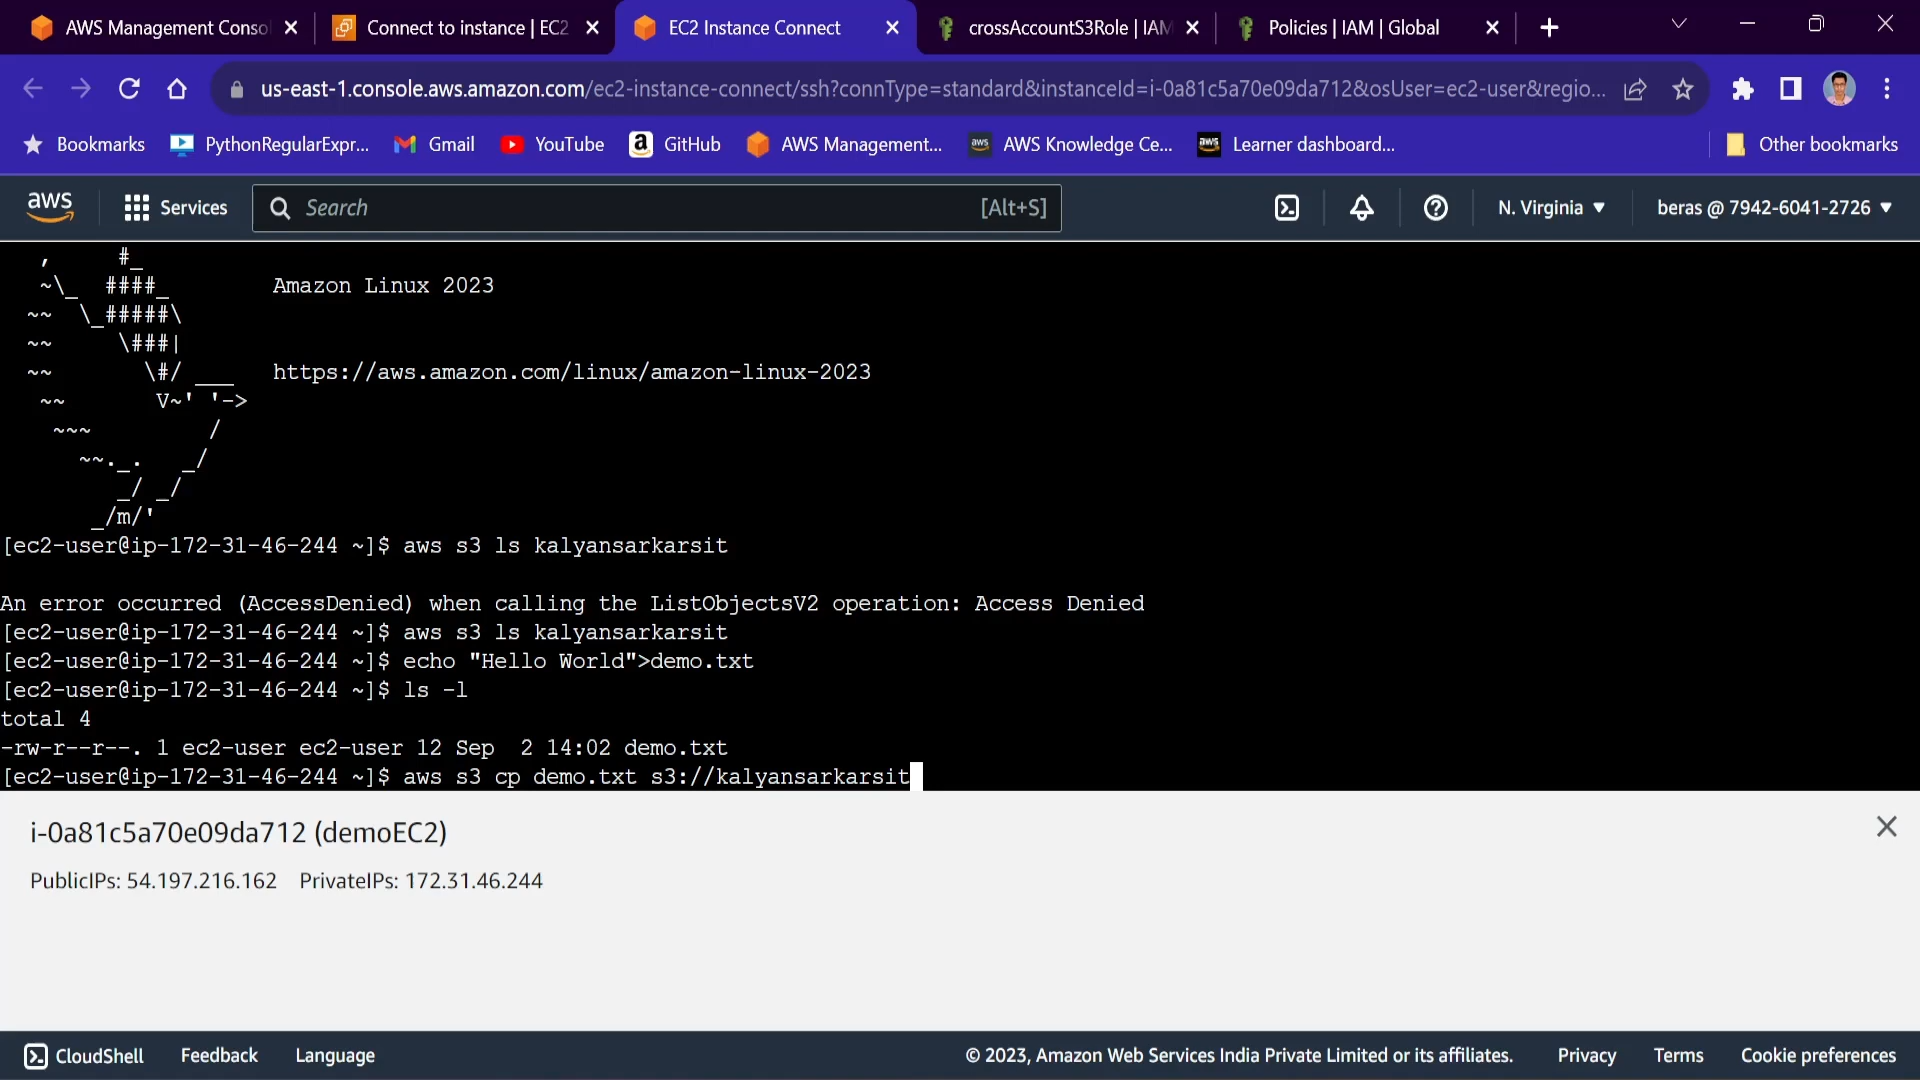 AWS Management Conso
Connect to instance | EC2
EC2 Instance Connect
crossAccountS3Role | IAM
Policies | IAM | Global
us-east-1.console.aws.amazon.com/ec2-instance-connect/ssh?connType=standard&instanceId=i-0a81c5a70e09da712&osUser=ec2-user&regio...
Bookmarks
PythonRegularExpr...
Gmail
YouTube
GitHub
AWS Management...
AWS Knowledge Ce...
Learner dashboard...
Other bookmarks
aws
Services
Search
[Alt+S]
N. Virginia
beras @ 7942-6041-2726
   ,     #_
   ~\_  ####_        Amazon Linux 2023
  ~~  \_#####\
  ~~     \###|
  ~~       \#/ ___   https://aws.amazon.com/linux/amazon-linux-2023
   ~~       V~' '->
    ~~~         /
      ~~._.   _/
         _/ _/
       _/m/'
[ec2-user@ip-172-31-46-244 ~]$ aws s3 ls kalyansarkarsit
An error occurred (AccessDenied) when calling the ListObjectsV2 operation: Access Denied
[ec2-user@ip-172-31-46-244 ~]$ aws s3 ls kalyansarkarsit
[ec2-user@ip-172-31-46-244 ~]$ echo "Hello World">demo.txt
[ec2-user@ip-172-31-46-244 ~]$ ls -l
total 4
-rw-r--r--. 1 ec2-user ec2-user 12 Sep  2 14:02 demo.txt
[ec2-user@ip-172-31-46-244 ~]$ aws s3 cp demo.txt s3://kalyansarkarsit
i-0a81c5a70e09da712 (demoEC2)
PublicIPs: 54.197.216.162 PrivateIPs: 172.31.46.244
CloudShell
Feedback
Language
© 2023, Amazon Web Services India Private Limited or its affiliates.
Privacy
Terms
Cookie preferences